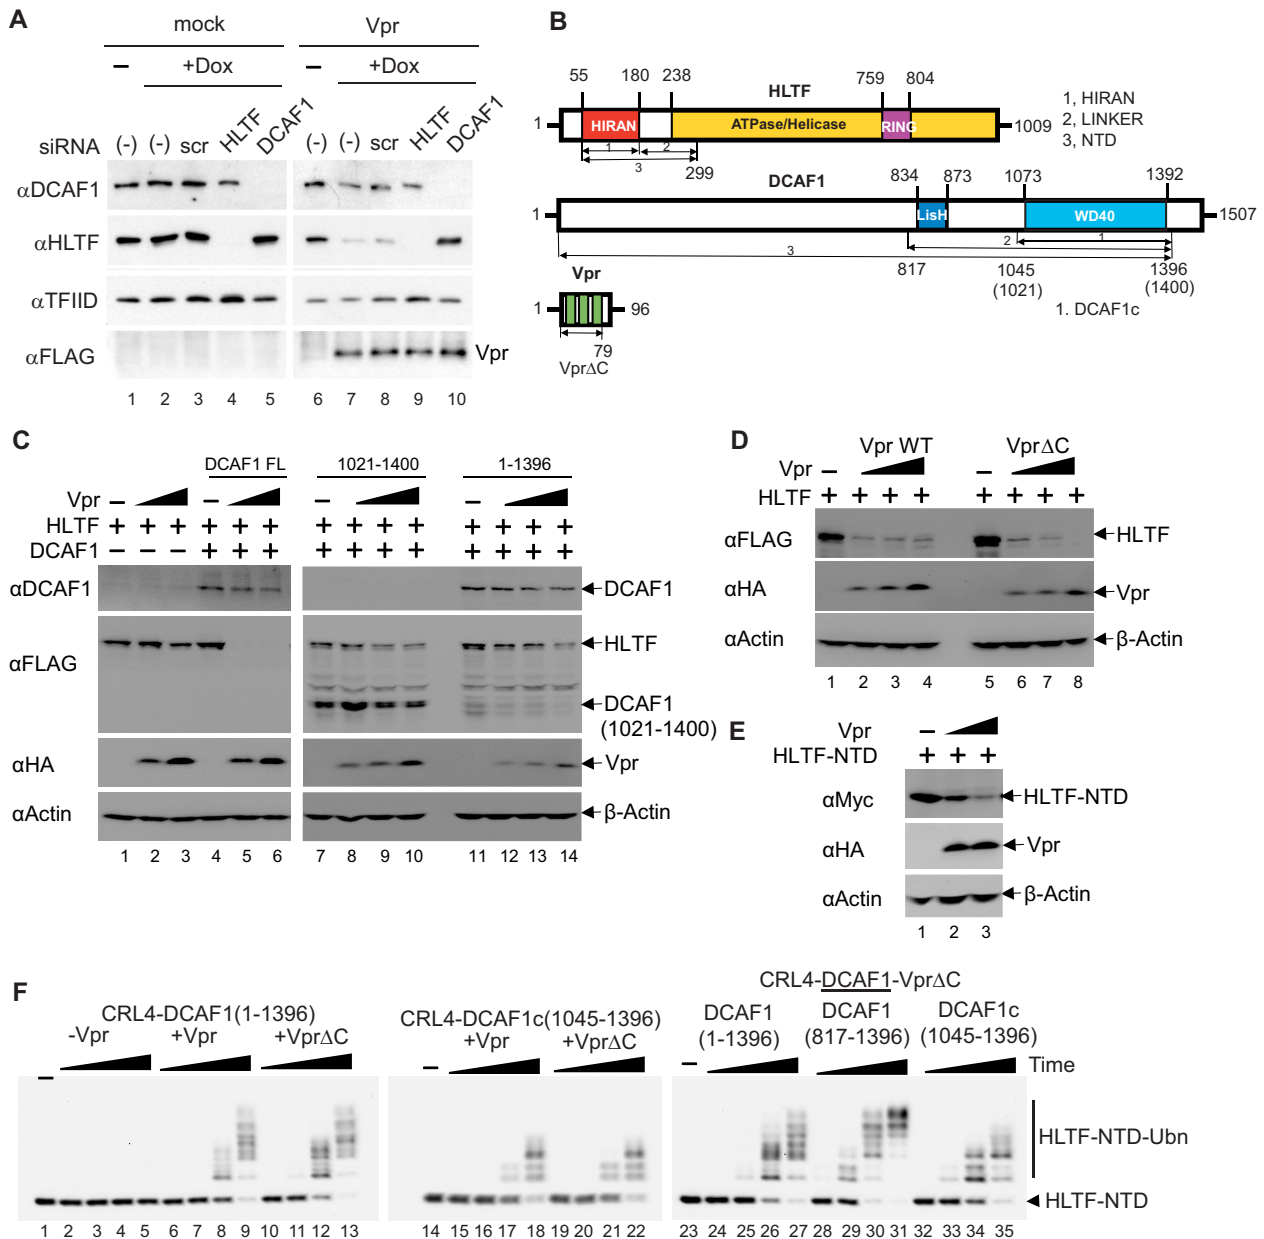 A
mock
Vpr
– +Dox – +Dox
siRNA (-) (-) scr HLTF DCAF1 (-) (-) scr HLTF DCAF1
αDCAF1
αHLTF
αTFIID
αFLAG
Vpr
1 2 3 4 5 6 7 8 9 10
B
55 180 238 HLTF 759 804
1 HIRAN ATPase/Helicase RING 1009
1 2
3
299
1, HIRAN
2, LINKER
3, NTD
DCAF1 834 873 1073 1392
1 LisH WD40 1507
3 2 1
817 1045 1396
(1021) (1400)
1. DCAF1c
Vpr
1 96
79
VprΔC
C
DCAF1 FL 1021-1400 1-1396
Vpr – – – –
HLTF + + + + + + + + + + + + + +
DCAF1 – – – + + + + + + + + + + +
αDCAF1 DCAF1
αFLAG HLTF
DCAF1
(1021-1400)
αHA Vpr
αActin β-Actin
1 2 3 4 5 6 7 8 9 10 11 12 13 14
D
Vpr WT VprΔC
Vpr – –
HLTF + + + + + + + +
αFLAG HLTF
αHA Vpr
αActin β-Actin
1 2 3 4 5 6 7 8
E
Vpr –
HLTF-NTD + + +
αMyc HLTF-NTD
αHA Vpr
αActin β-Actin
1 2 3
F
CRL4-DCAF1(1-1396)
-Vpr +Vpr +VprΔC
–
CRL4-DCAF1c(1045-1396)
+Vpr +VprΔC
–
CRL4-DCAF1-VprΔC
DCAF1 DCAF1 DCAF1c
(1-1396) (817-1396) (1045-1396)
– Time
HLTF-NTD-Ubn
HLTF-NTD
1 2 3 4 5 6 7 8 9 10 11 12 13 14 15 16 17 18 19 20 21 22 23 24 25 26 27 28 29 30 31 32 33 34 35